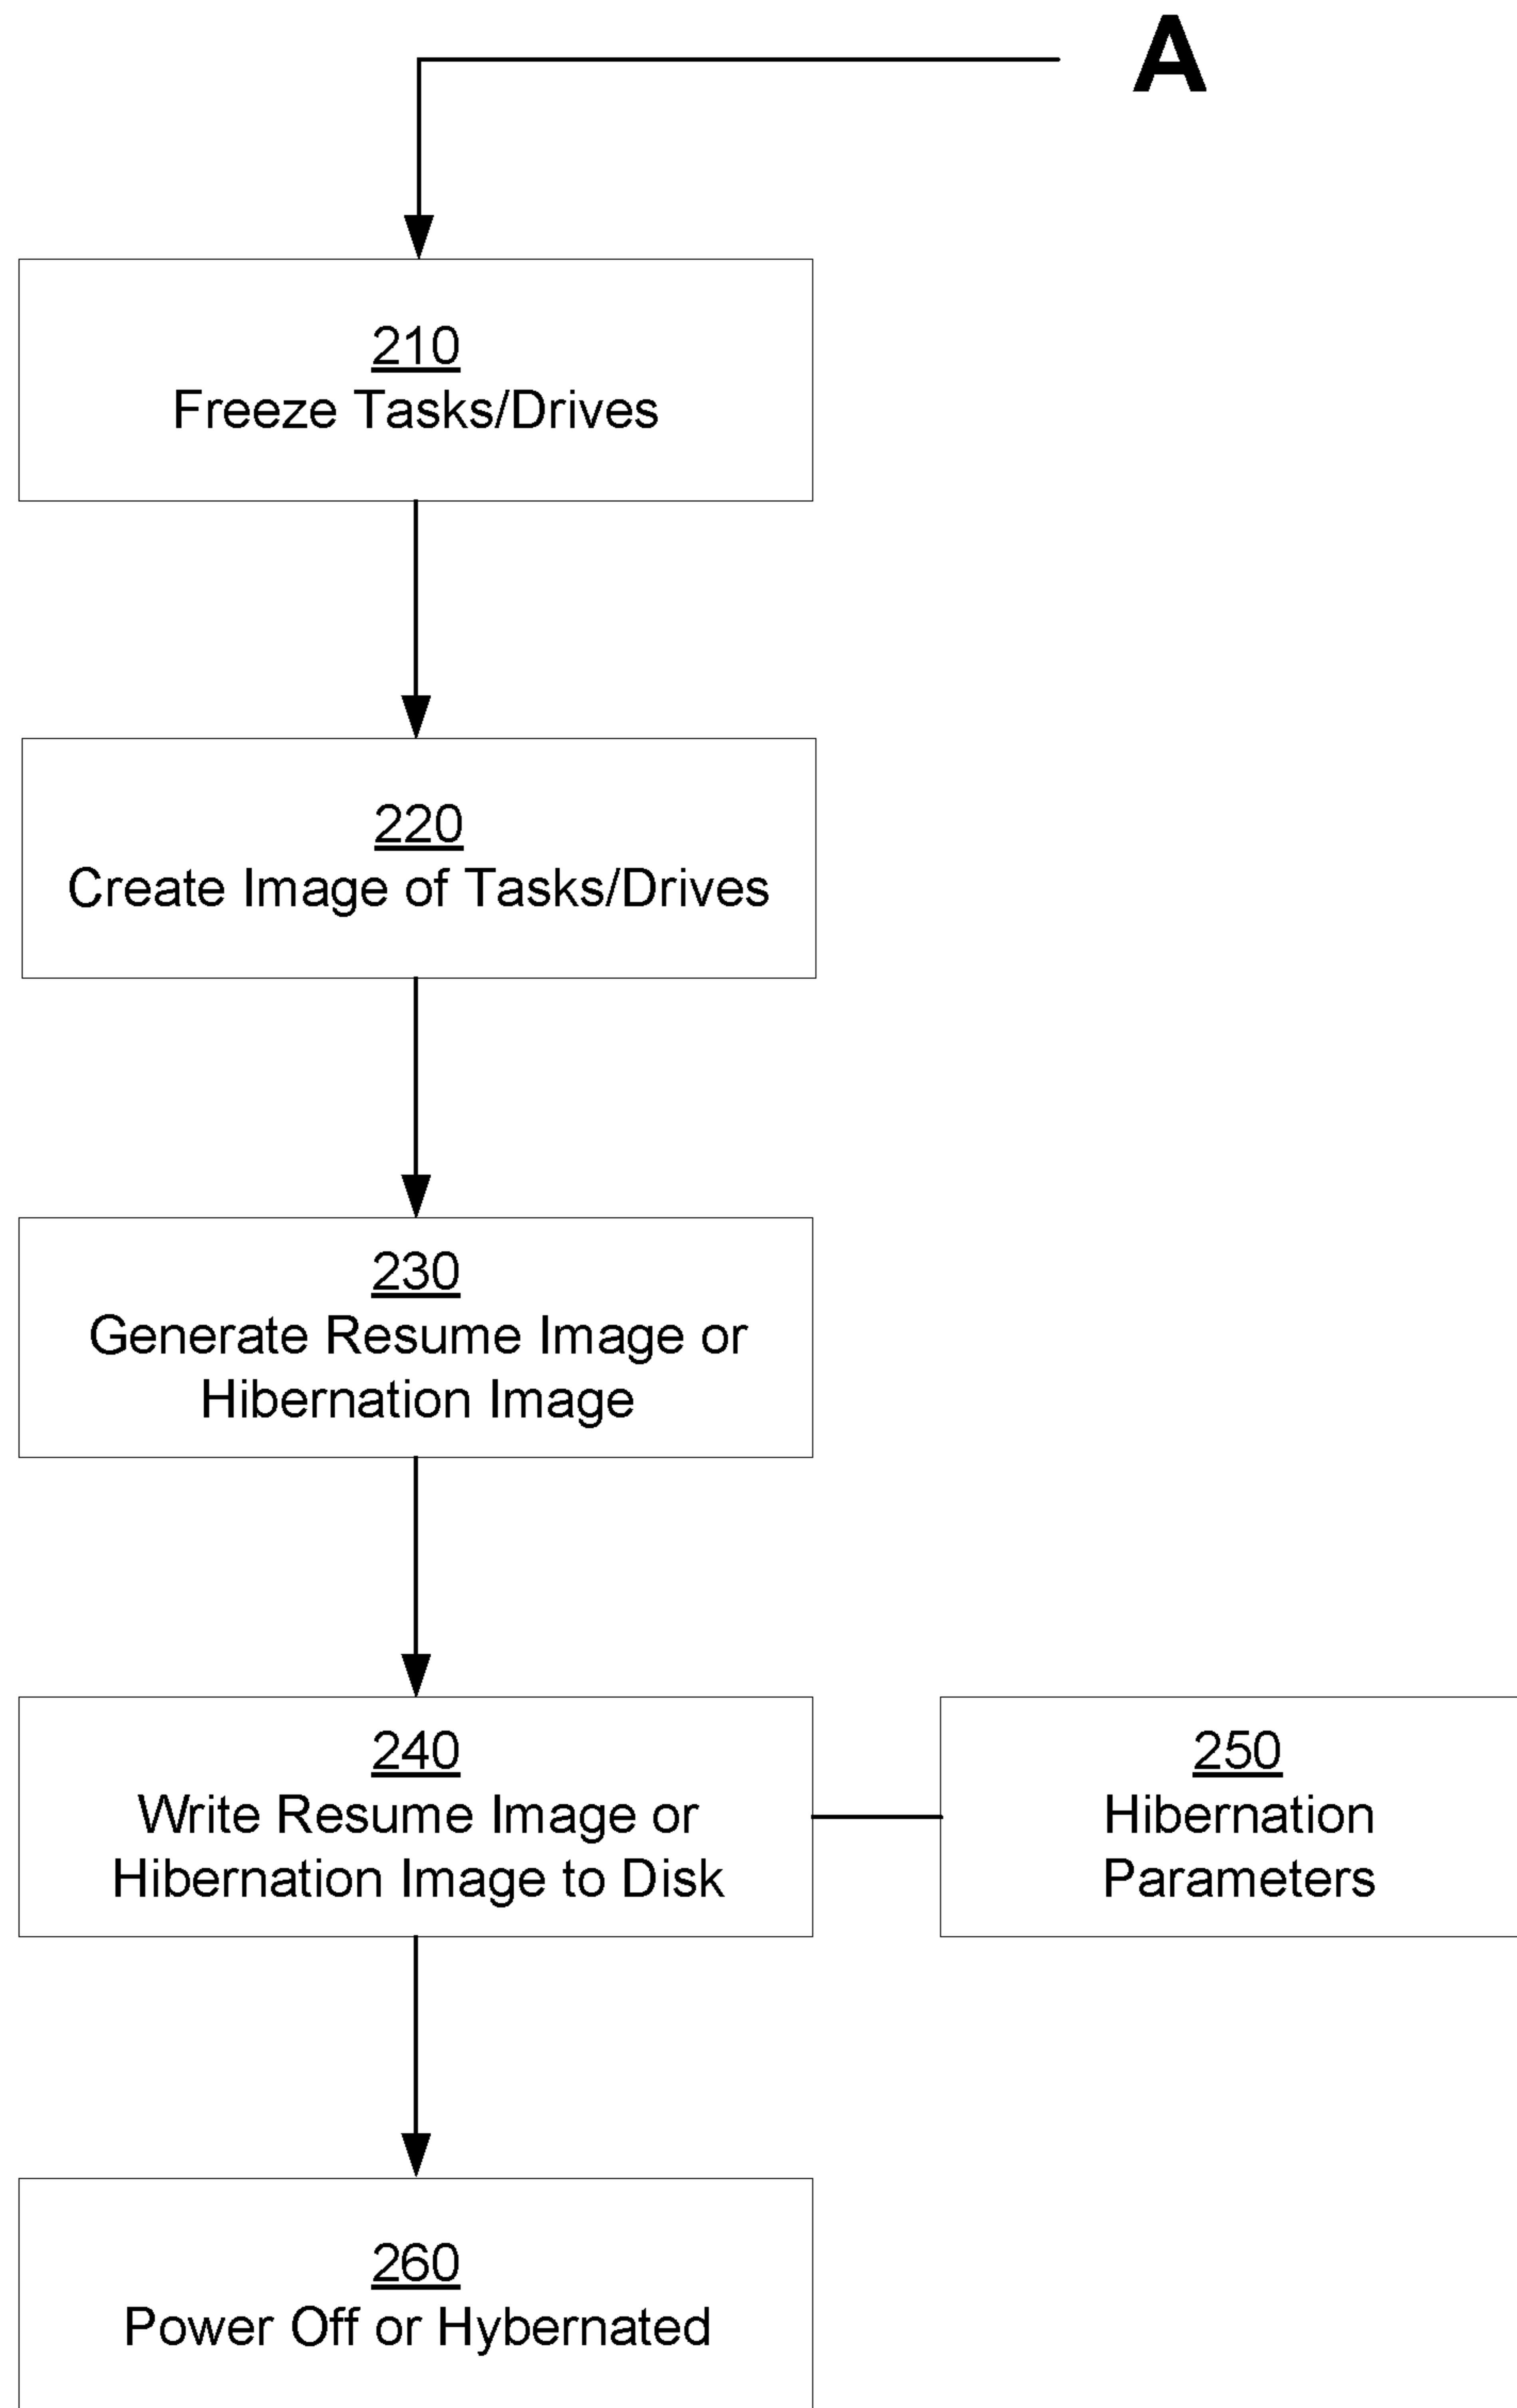 A
210
Freeze Tasks/Drives
220
Create Image of Tasks/Drives
230
Generate Resume Image or
Hibernation Image
240
Write Resume Image or
Hibernation Image to Disk
250
Hibernation
Parameters
260
Power Off or Hybernated